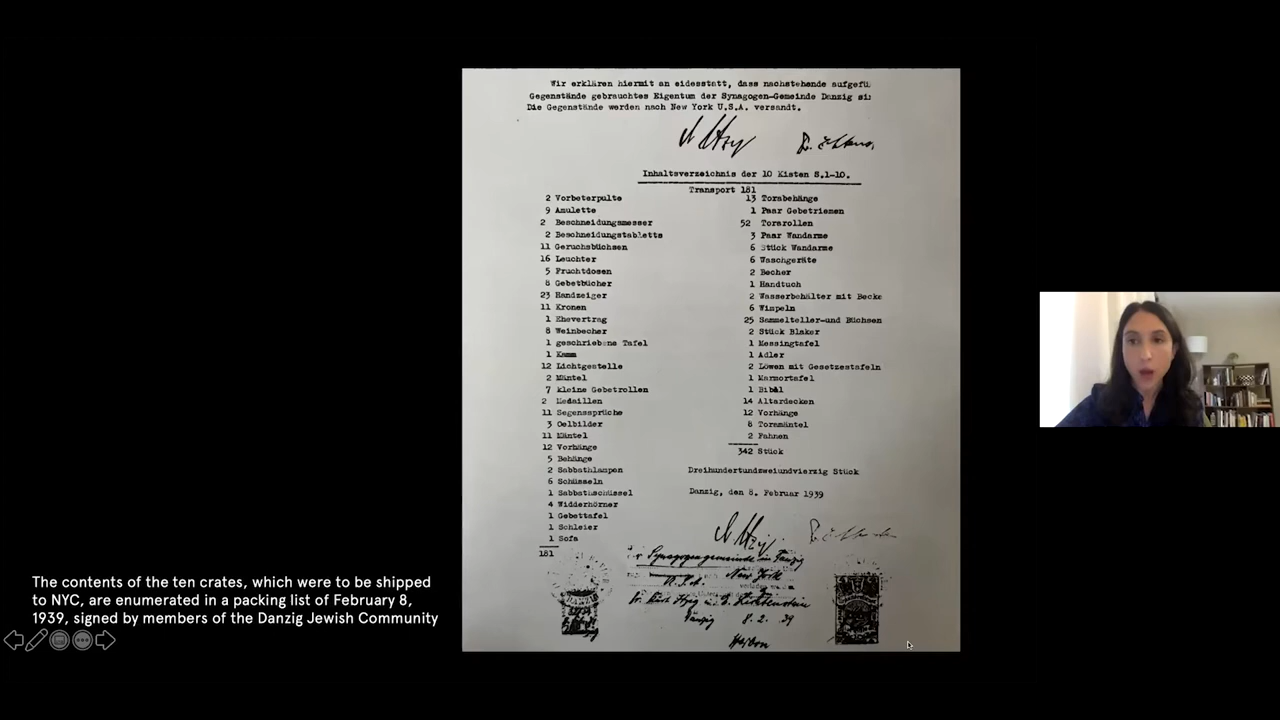 Wir erklären hiermit an eidesstatt, dass nachstehende aufgefü
Gegenstände gebrauchtes Eigentum der Synagogen-Gemeinde Danzig si
Die Gegenstände werden nach New York U.S.A. versandt.
Inhaltsverzeichnis der 10 Kisten S.1-10.
2 Vorbeterpulte
9 Amulette
2 Beschneidungsmesser
2 Beschneidungstabletts
11 Geruchsbüchsen
16 Leuchter
5 Fruchtdosen
8 Gebetbücher
23 Handzeiger
11 Kronen
1 Ehevertrag
8 Weinbecher
1 geschriebene Tafel
1 Kamm
12 Lichtgestelle
2 Mäntel
7 kleine Gebetrollen
2 Medaillen
11 Segenssprüche
3 Oelbilder
11 Mäntel
12 Vorhänge
5 Behänge
2 Sabbathlampen
6 Schüsseln
1 Sabbathschüssel
4 Widderhörner
1 Gebettafel
1 Schleier
1 Sofa
181
Transport 181
13 Torabehänge
1 Paar Gebetriemen
52 Torarollen
3 Paar Wandarme
6 Stück Wandarme
6 Waschgeräte
2 Becher
1 Handtuch
2 Wasserbehälter mit Becke
6 Wimpeln
25 Sammelteller-und Büchsen
2 Stück Blaker
1 Messingtafel
1 Adler
2 Löwen mit Gesetzestafeln
1 Marmortafel
1 Bibel
14 Altardecken
12 Vorhänge
8 Toramäntel
2 Fahnen
342 Stück
Dreihundertundzweiundvierzig Stück
Danzig, den 8. Februar 1939
Synagogengemeinde in Danzig
New York
U.S.A.
Danzig 8.2.39
The contents of the ten crates, which were to be shipped
to NYC, are enumerated in a packing list of February 8,
1939, signed by members of the Danzig Jewish Community